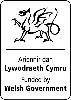 Ariennir gan
Lywodraeth Cymru
Funded by
Welsh Government